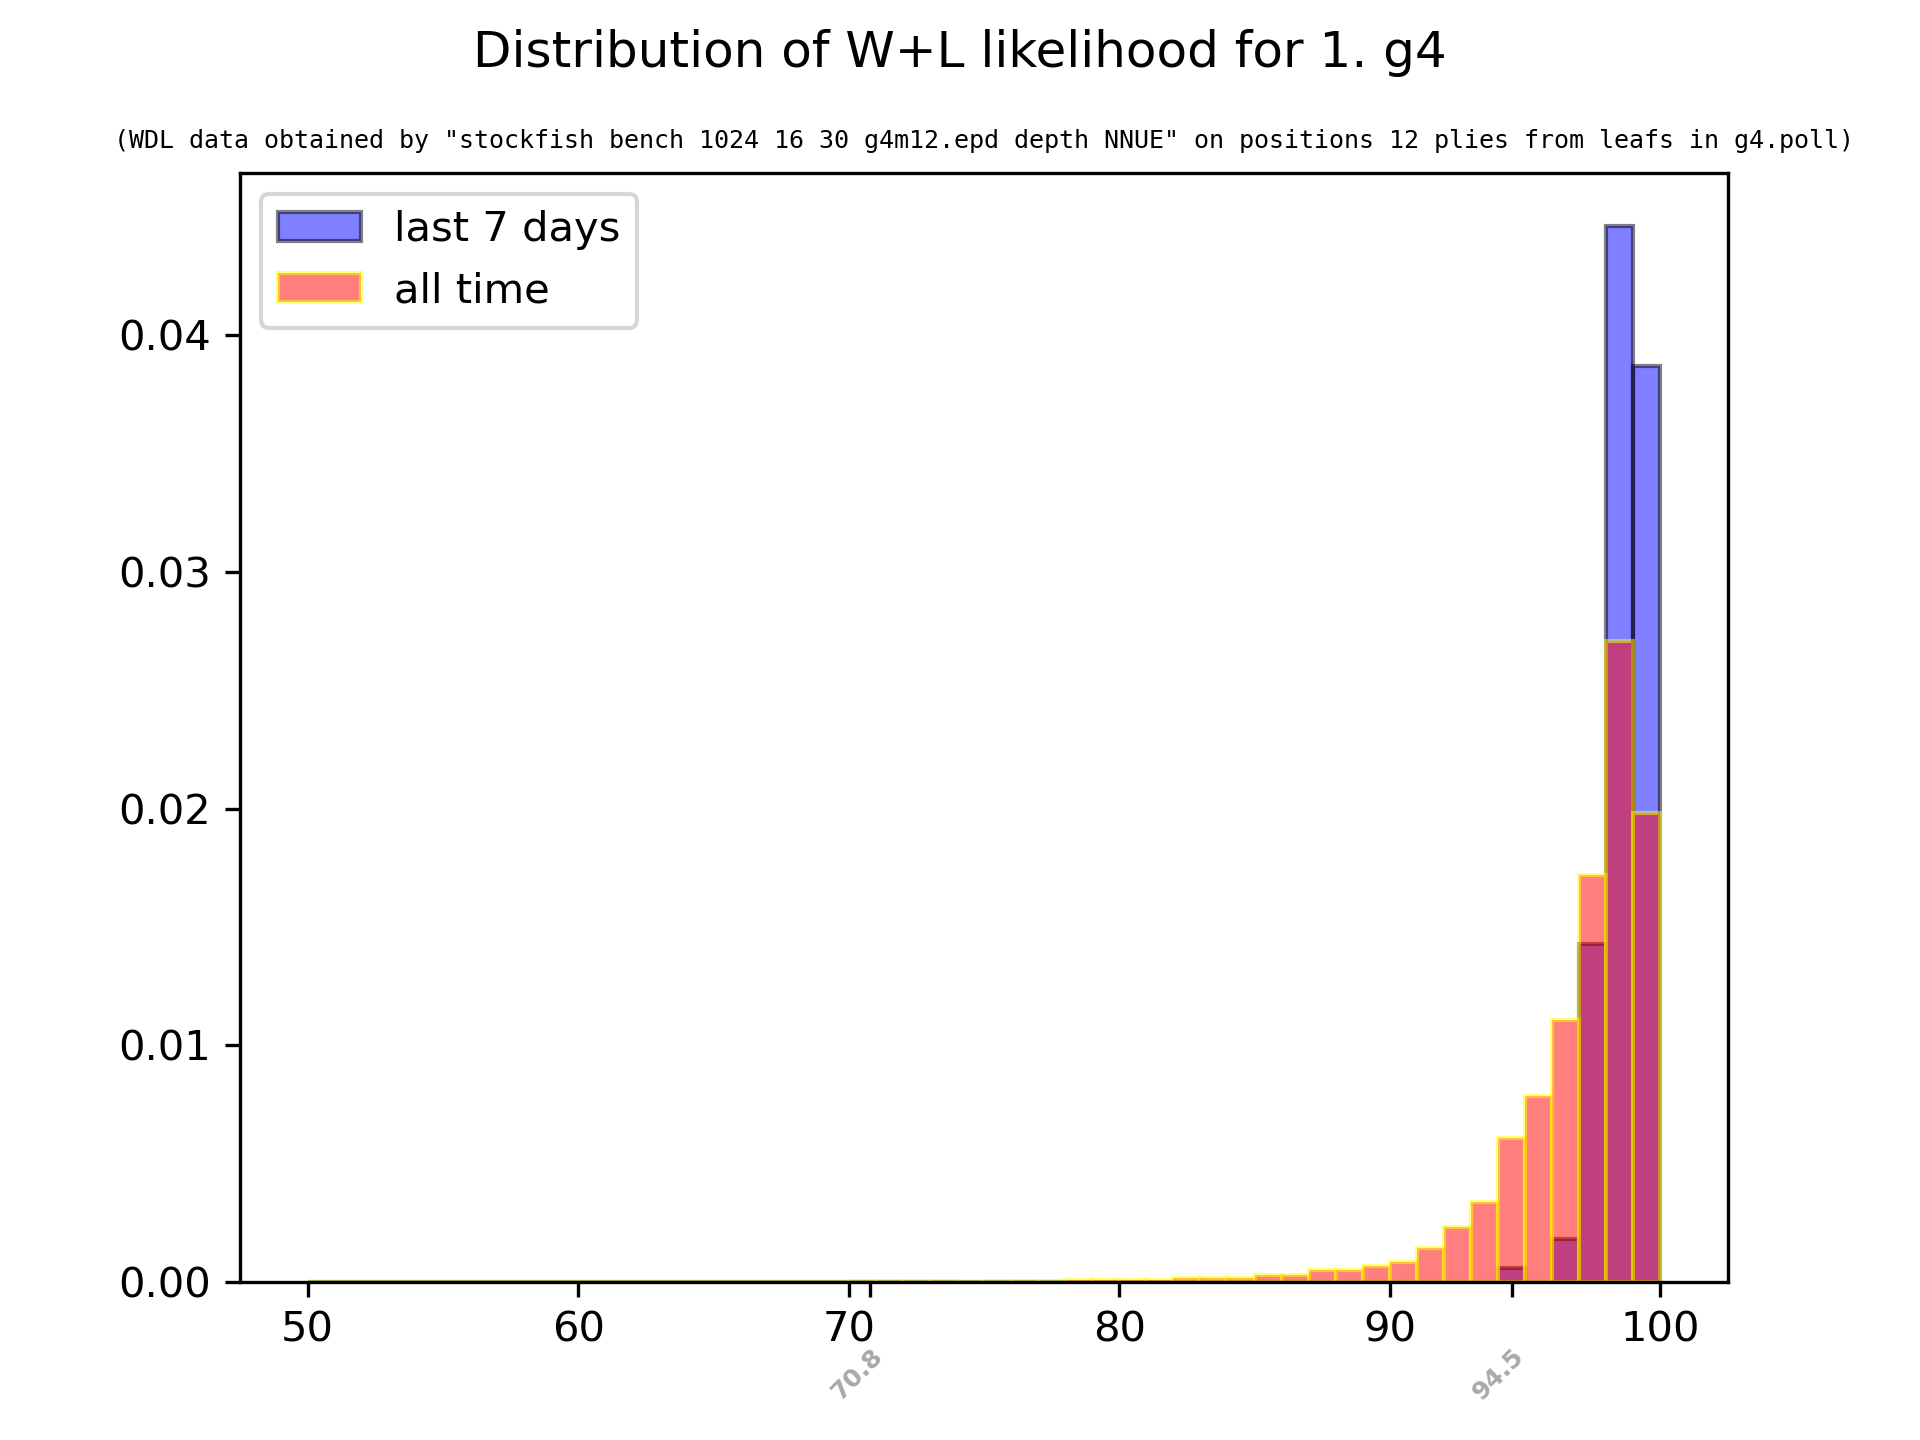 Distribution of W+L likelihood for 1. g4
(WDL data obtained by "stockfish bench 1024 16 30 g4m12.epd depth NNUE" on positions 12 plies from leafs in g4.poll)
last 7 days
all time
0.04
0.03
0.02
0.01
0.00
50 60 70 80 90 100
70.8 94.5